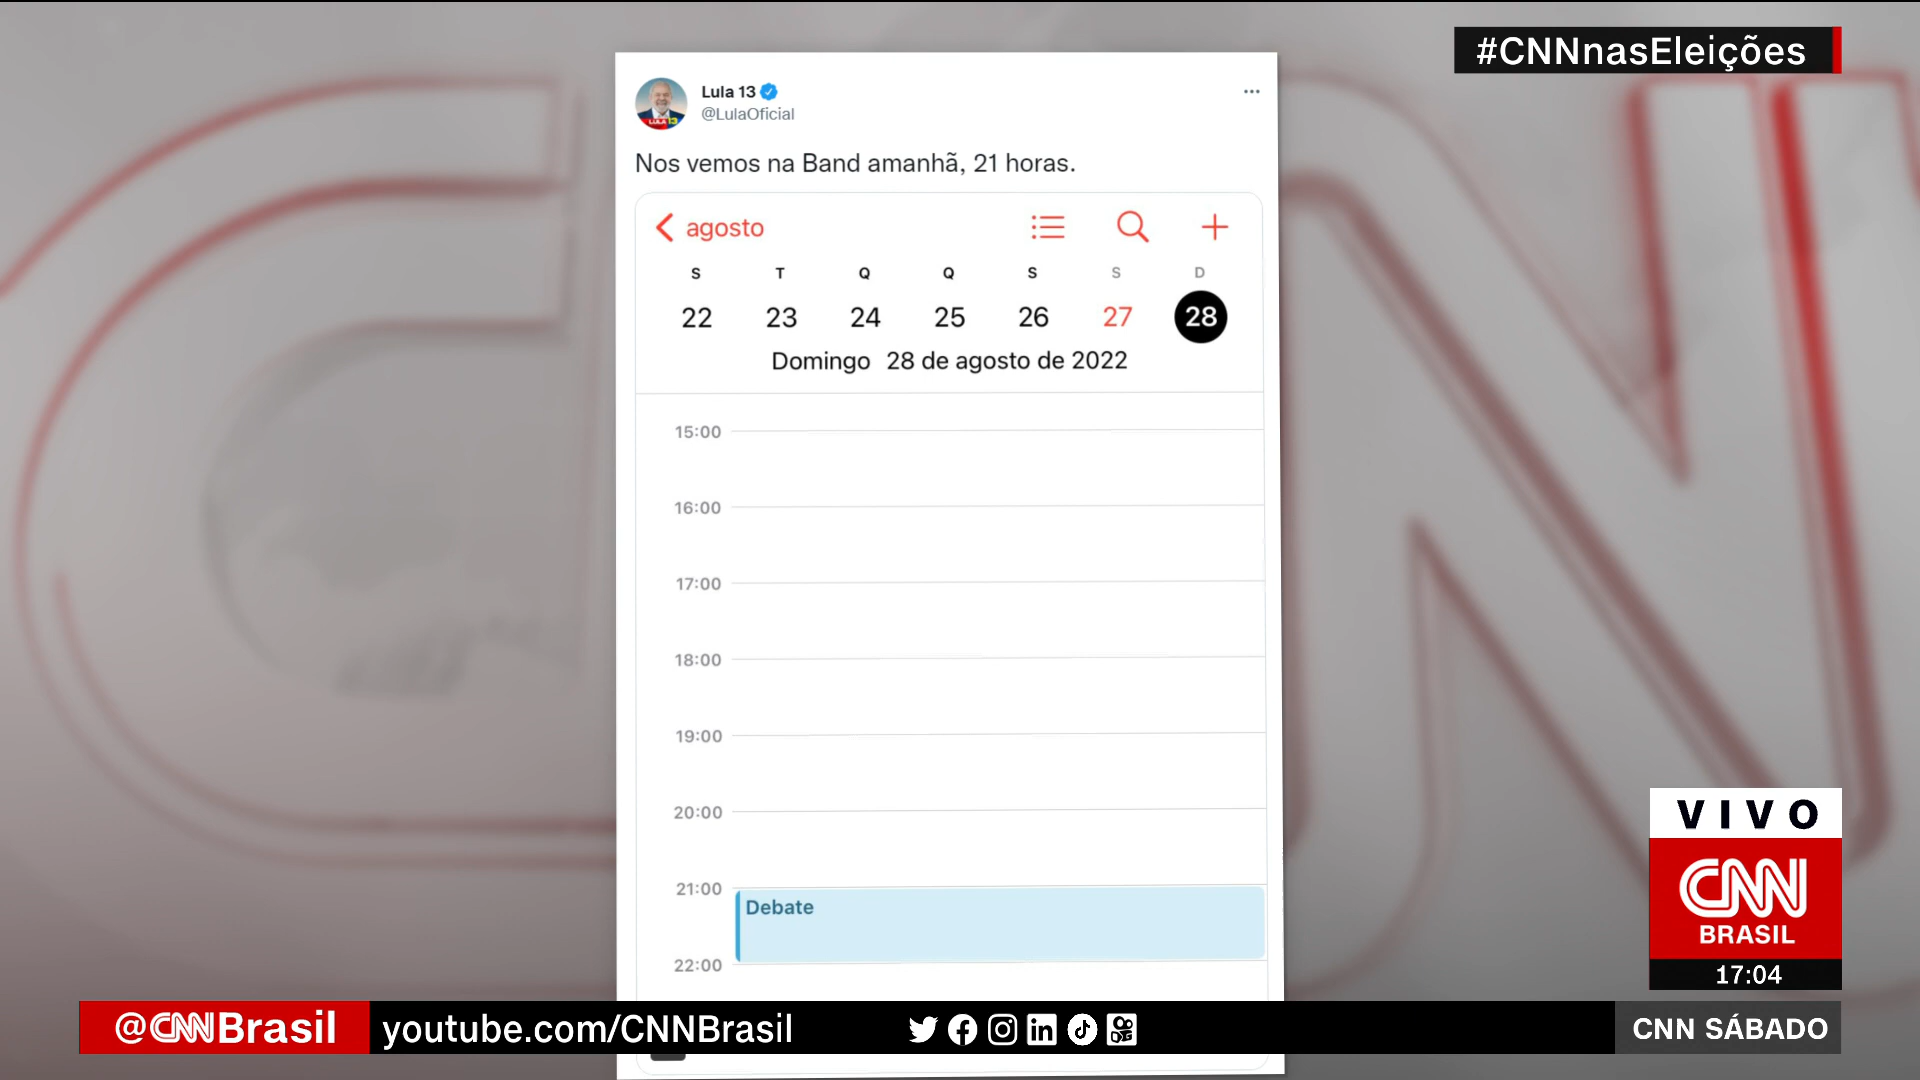 #CNNnasEleições
Lula 13
@LulaOficial
Nos vemos na Band amanhã, 21 horas.
agosto
S T Q Q S S D
22 23 24 25 26 27 28
Domingo 28 de agosto de 2022
15:00
16:00
17:00
18:00
19:00
20:00
21:00
Debate
22:00
VIVO
CNN
BRASIL
17:04
@CNNBrasil youtube.com/CNNBrasil CNN SÁBADO